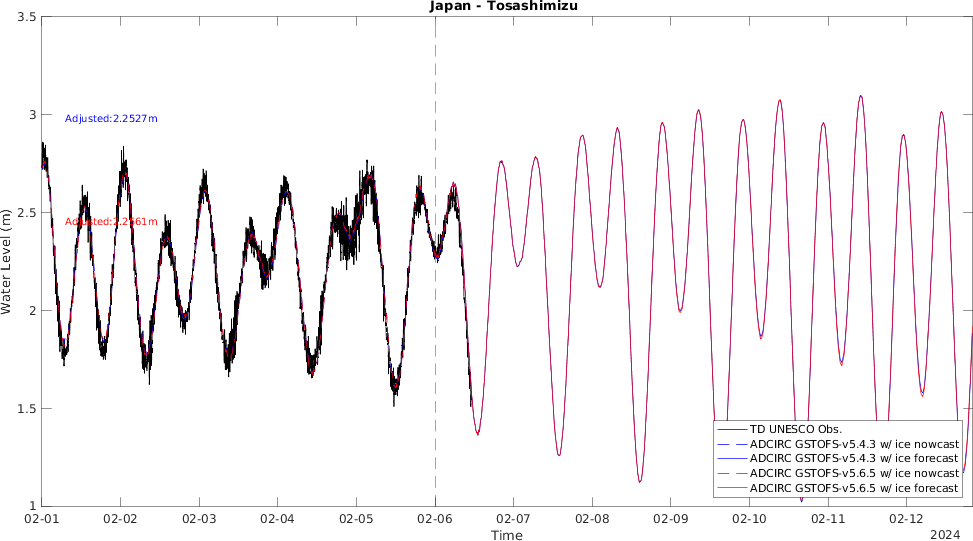 Japan - Tosashimizu
3.5
3
2.5
2
1.5
1
Water Level (m)
Adjusted:2.2527m
Adjusted:2.2561m
TD UNESCO Obs.
ADCIRC GSTOFS-v5.4.3 w/ ice nowcast
ADCIRC GSTOFS-v5.4.3 w/ ice forecast
ADCIRC GSTOFS-v5.6.5 w/ ice nowcast
ADCIRC GSTOFS-v5.6.5 w/ ice forecast
02-01 02-02 02-03 02-04 02-05 02-06 02-07 02-08 02-09 02-10 02-11 02-12
Time
2024